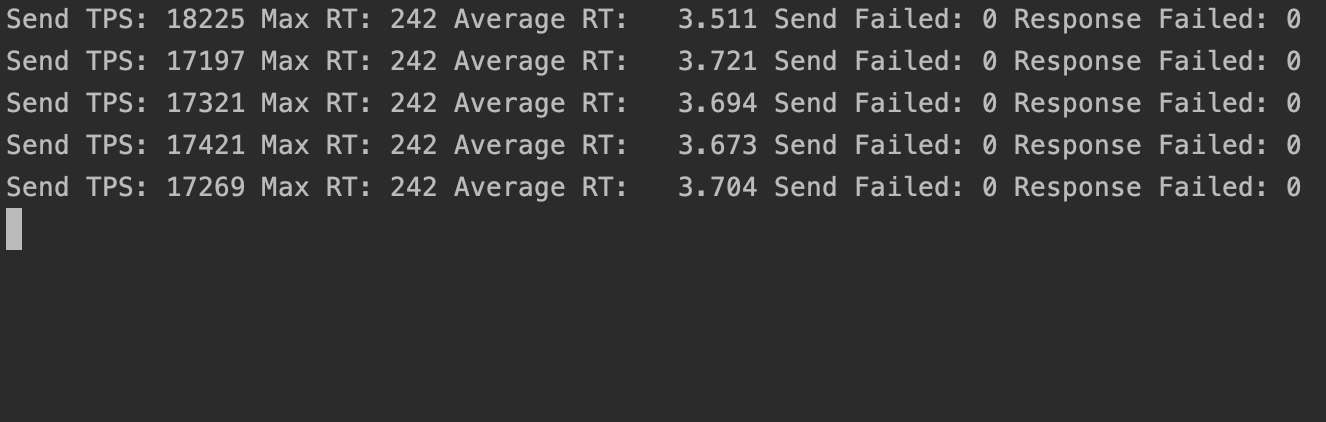 Send TPS: 18225 Max RT: 242 Average RT:   3.511 Send Failed: 0 Response Failed: 0
Send TPS: 17197 Max RT: 242 Average RT:   3.721 Send Failed: 0 Response Failed: 0
Send TPS: 17321 Max RT: 242 Average RT:   3.694 Send Failed: 0 Response Failed: 0
Send TPS: 17421 Max RT: 242 Average RT:   3.673 Send Failed: 0 Response Failed: 0
Send TPS: 17269 Max RT: 242 Average RT:   3.704 Send Failed: 0 Response Failed: 0